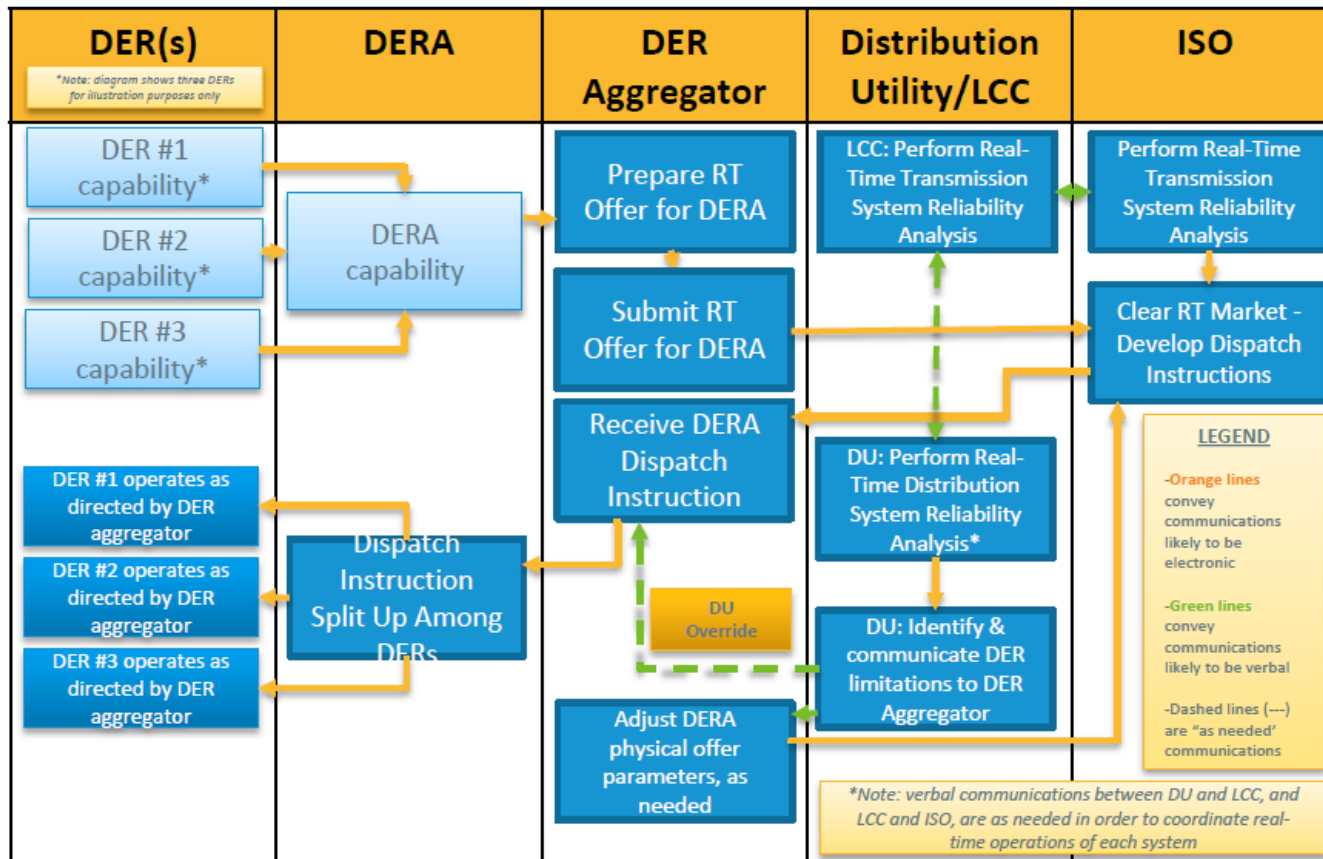 DER(s)
*Note: diagram shows three DERs
for illustration purposes only
DERA
DER
Aggregator
Distribution
Utility/LCC
ISO
DER #1
capability*
DER #2
capability*
DER #3
capability*
DERA
capability
Prepare RT
Offer for DERA
Submit RT
Offer for DERA
Receive DERA
Dispatch
Instruction
LCC: Perform Real-
Time Transmission
System Reliability
Analysis
Perform Real-Time
Transmission
System Reliability
Analysis
Clear RT Market -
Develop Dispatch
Instructions
DU: Perform Real-
Time Distribution
System Reliability
Analysis*
DU: Identify &
communicate DER
limitations to DER
Aggregator
DU
Override
Adjust DERA
physical offer
parameters, as
needed
Dispatch
Instruction
Split Up Among
DERs
DER #1 operates as
directed by DER
aggregator
DER #2 operates as
directed by DER
aggregator
DER #3 operates as
directed by DER
aggregator
LEGEND
-Orange lines
convey
communications
likely to be
electronic
-Green lines
convey
communications
likely to be verbal
-Dashed lines (---)
are “as needed’
communications
*Note: verbal communications between DU and LCC, and
LCC and ISO, are as needed in order to coordinate real-
time operations of each system